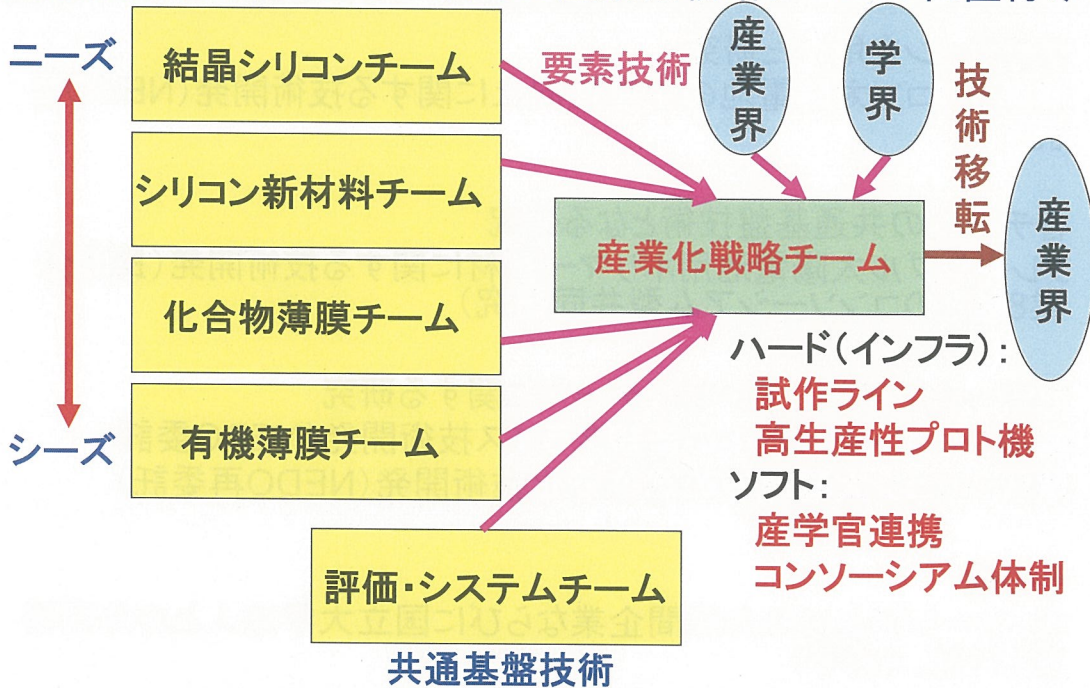 ニーズ
結晶シリコンチーム
シリコン新材料チーム
化合物薄膜チーム
有機薄膜チーム
シーズ
評価・システムチーム
共通基盤技術
要素技術
産業界
学界
産業化戦略チーム
技術移転
産業界
ハード(インフラ):
試作ライン
高生産性プロト機
ソフト:
産学官連携
コンソーシアム体制